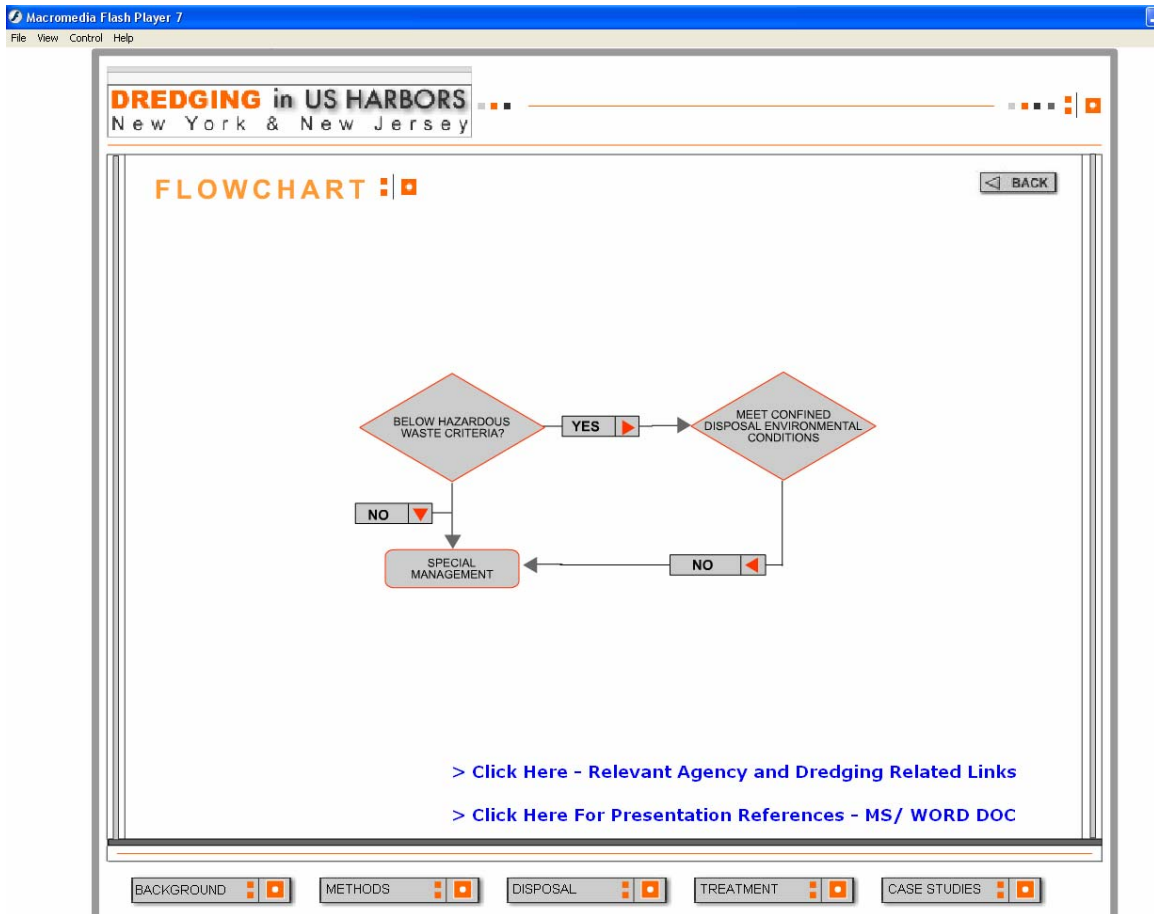 Macromedia Flash Player 7
File View Control Help
DREDGING in US HARBORS
New York & New Jersey
FLOWCHART
BACK
BELOW HAZARDOUS
WASTE CRITERIA?
YES
MEET CONFINED
DISPOSAL ENVIRONMENTAL
CONDITIONS
NO
SPECIAL
MANAGEMENT
NO
> Click Here - Relevant Agency and Dredging Related Links
> Click Here For Presentation References - MS/ WORD DOC
BACKGROUND
METHODS
DISPOSAL
TREATMENT
CASE STUDIES